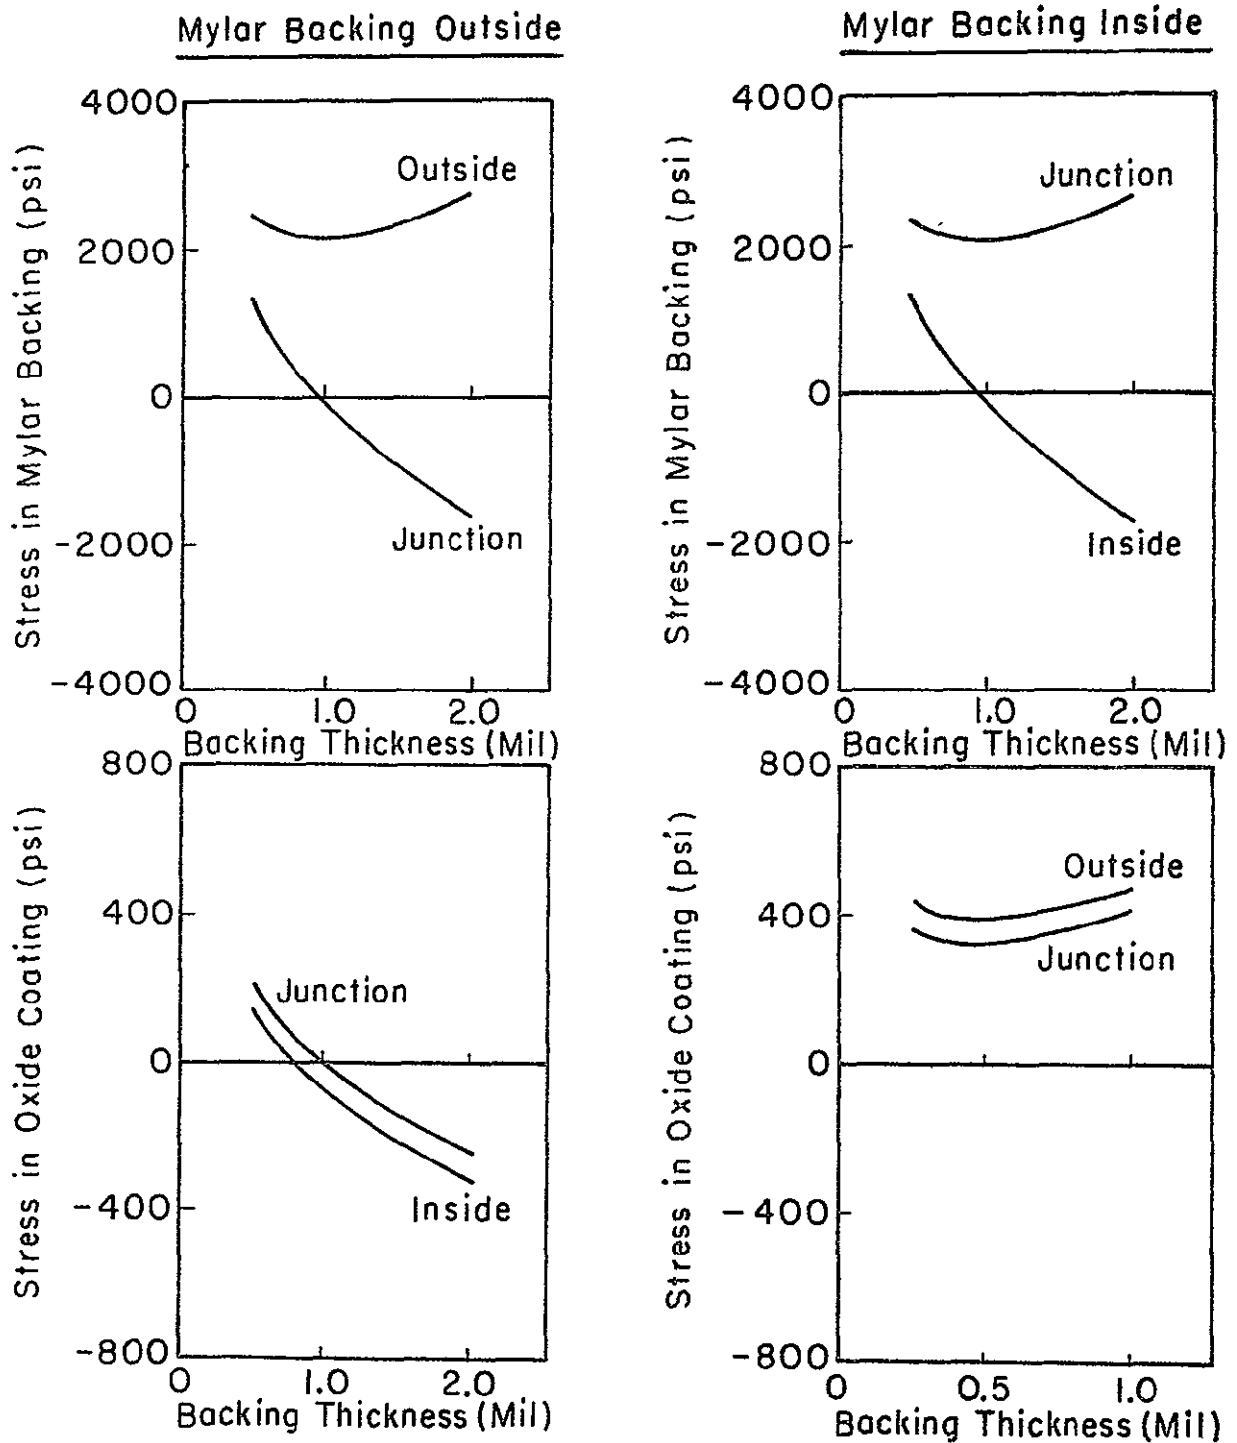 Mylar Backing Outside
4000
2000
0
-2000
-4000
Stress in Mylar Backing (psi)
Outside
Junction
0 1.0 2.0
Backing Thickness (Mil)
Mylar Backing Inside
4000
2000
0
-2000
-4000
Stress in Mylar Backing (psi)
Junction
Inside
0 1.0 2.0
Backing Thickness (Mil)
800
400
0
-400
-800
Stress in Oxide Coating (psi)
Junction
Inside
0 1.0 2.0
Backing Thickness (Mil)
800
400
0
-400
-800
Stress in Oxide Coating (psi)
Outside
Junction
0 0.5 1.0
Backing Thickness (Mil)